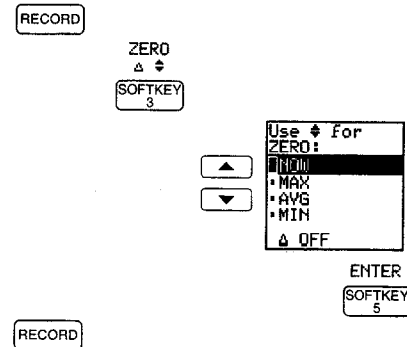 RECORD
ZERO
△ ♦
SOFTKEY
3
Use ♦ for
ZERO:
NOW
▪ MAX
▪ AVG
▪ MIN
△ OFF
ENTER
SOFTKEY
5
RECORD